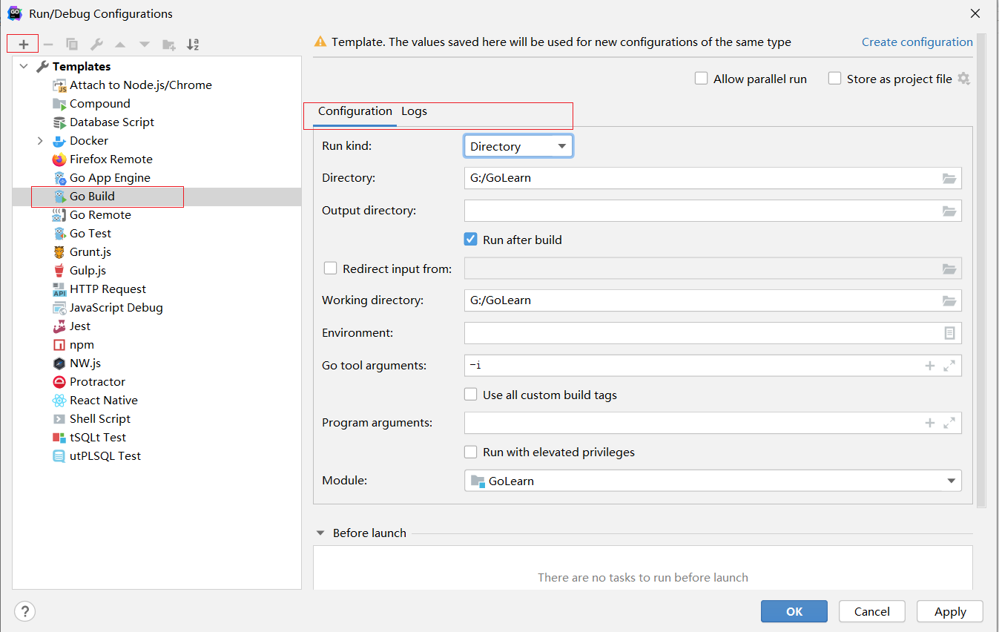 Run/Debug Configurations
Template. The values saved here will be used for new configurations of the same type
Create configuration
Templates
Attach to Node.js/Chrome
Compound
Database Script
Docker
Firefox Remote
Go App Engine
Go Build
Go Remote
Go Test
Grunt.js
Gulp.js
HTTP Request
JavaScript Debug
Jest
npm
NW.js
Protractor
React Native
Shell Script
tSQLt Test
utPLSQL Test
Allow parallel run
Store as project file
Configuration Logs
Run kind: Directory
Directory: G:/GoLearn
Output directory:
Run after build
Redirect input from:
Working directory: G:/GoLearn
Environment:
Go tool arguments: -i
Use all custom build tags
Program arguments:
Run with elevated privileges
Module: GoLearn
Before launch
There are no tasks to run before launch
? OK Cancel Apply